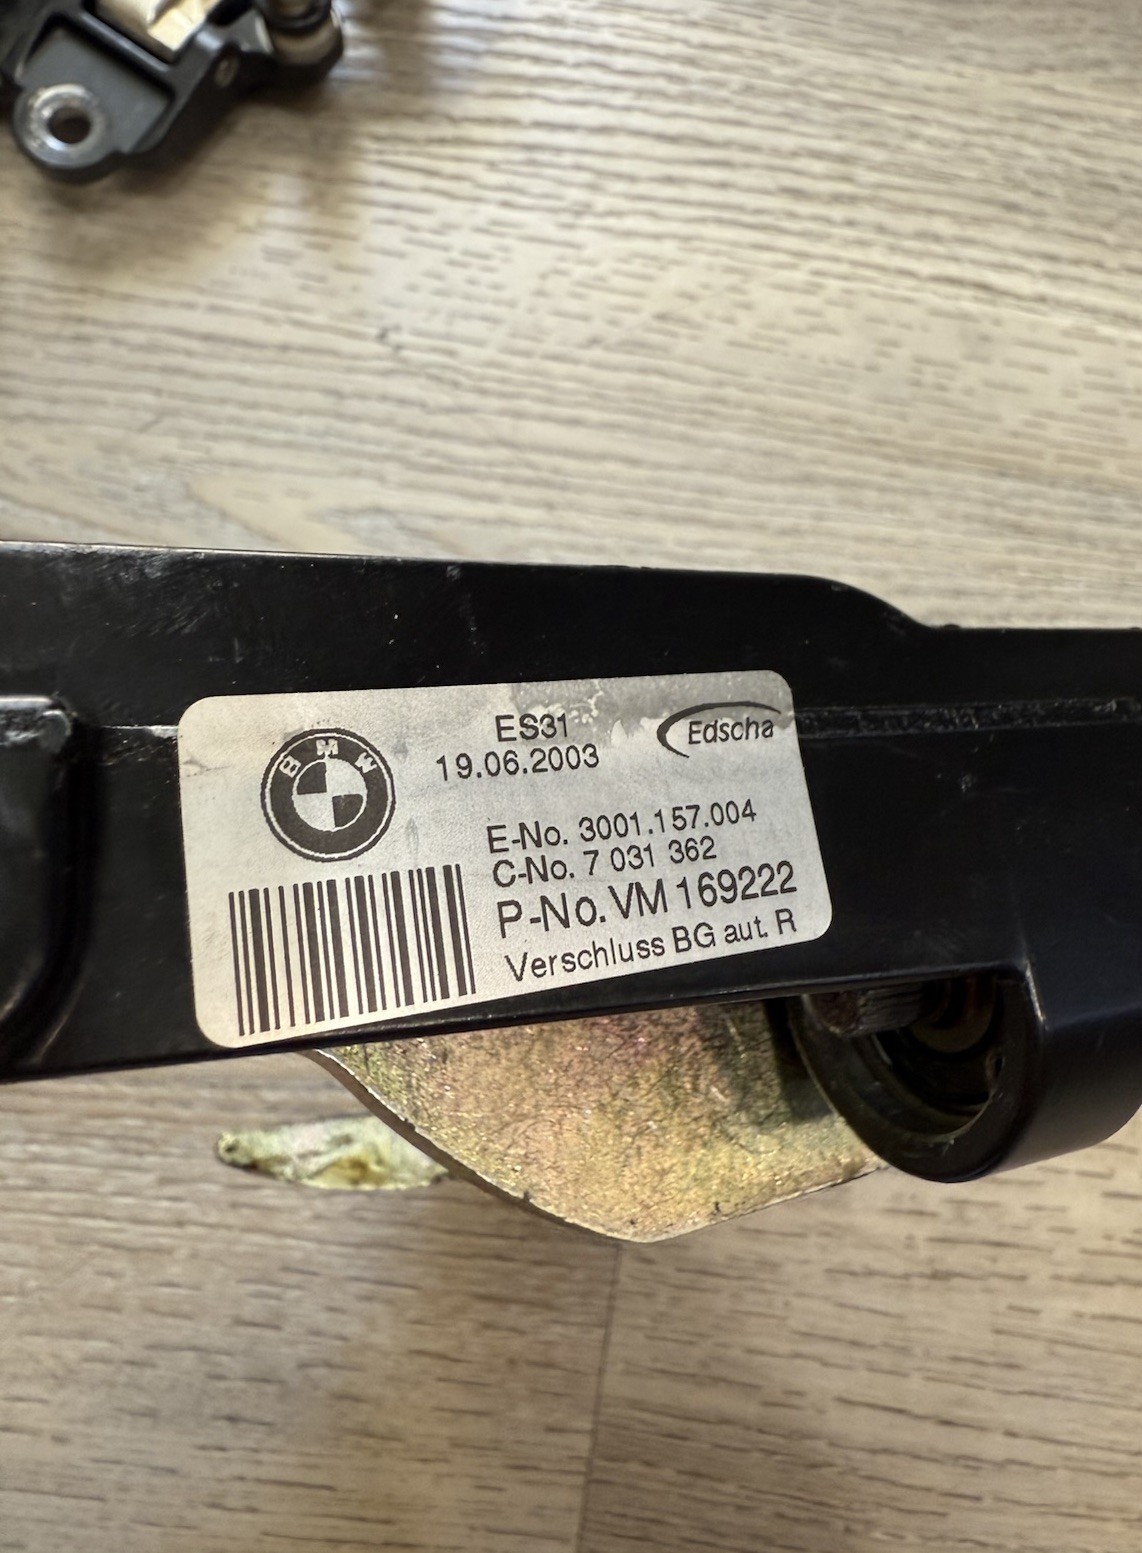 BMW
ES31
19.06.2003
Edscha
E-No. 3001.157.004
C-No. 7 031 362
P-No. VM 169222
Verschluss BG aut. R